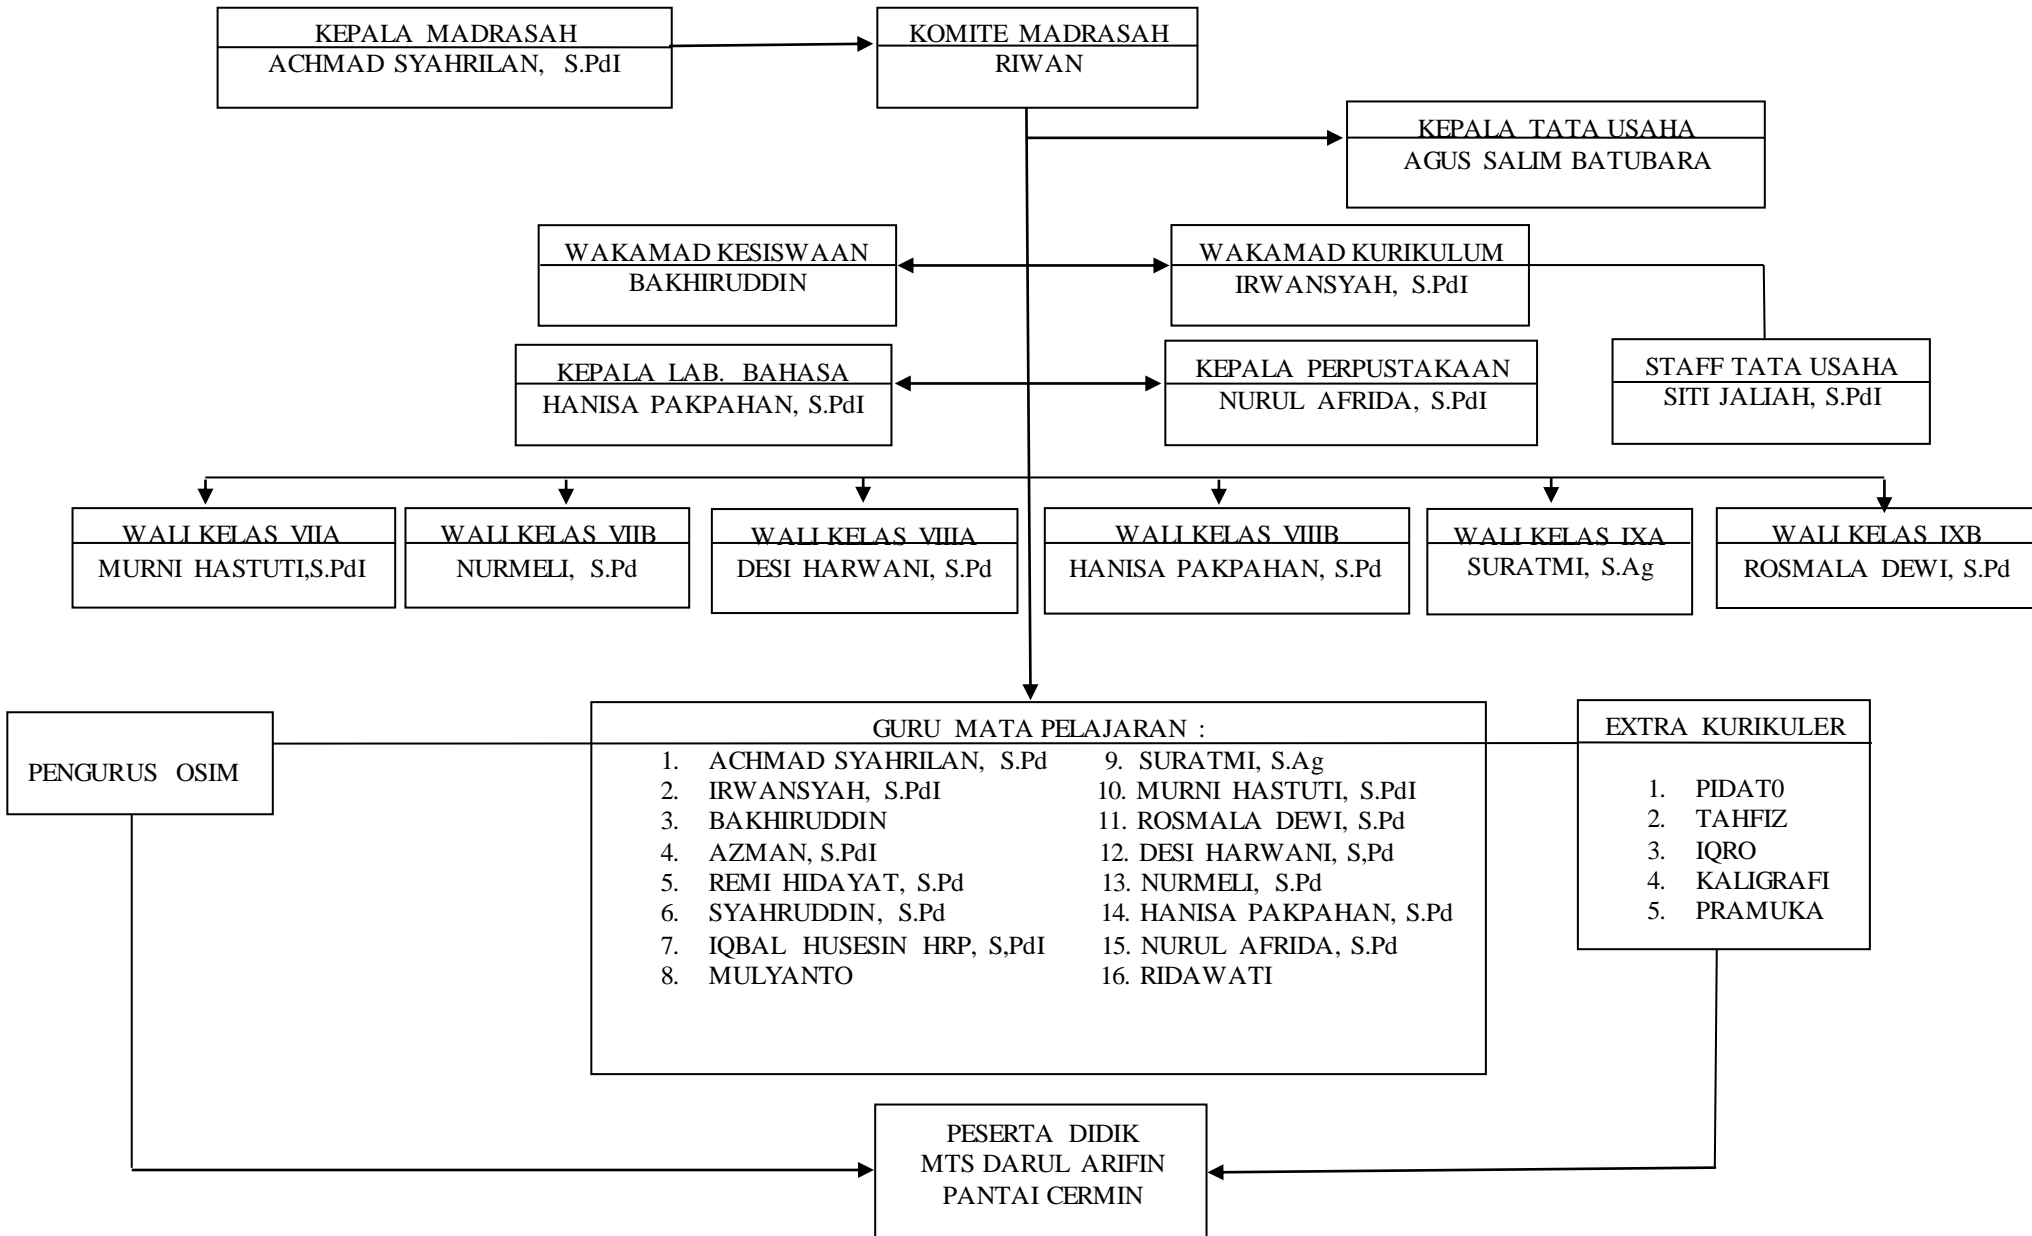 KEPALA MADRASAH
ACHMAD SYAHRILAN, S.PdI
KOMITE MADRASAH
RIWAN
KEPALA TATA USAHA
AGUS SALIM BATUBARA
WAKAMAD KESISWAAN
BAKHIRUDDIN
WAKAMAD KURIKULUM
IRWANSYAH, S.PdI
KEPALA LAB. BAHASA
HANISA PAKPAHAN, S.PdI
KEPALA PERPUSTAKAAN
NURUL AFRIDA, S.PdI
STAFF TATA USAHA
SITI JALIAH, S.PdI
WALI KELAS VIIA
MURNI HASTUTI,S.PdI
WALI KELAS VIIB
NURMELI, S.Pd
WALI KELAS VIIIA
DESI HARWANI, S.Pd
WALI KELAS VIIIB
HANISA PAKPAHAN, S.Pd
WALI KELAS IXA
SURATMI, S.Ag
WALI KELAS IXB
ROSMALA DEWI, S.Pd
PENGURUS OSIM
GURU MATA PELAJARAN :
1. ACHMAD SYAHRILAN, S.Pd
2. IRWANSYAH, S.PdI
3. BAKHIRUDDIN
4. AZMAN, S.PdI
5. REMI HIDAYAT, S.Pd
6. SYAHRUDDIN, S.Pd
7. IQBAL HUSESIN HRP, S,PdI
8. MULYANTO
9. SURATMI, S.Ag
10. MURNI HASTUTI, S.PdI
11. ROSMALA DEWI, S.Pd
12. DESI HARWANI, S,Pd
13. NURMELI, S.Pd
14. HANISA PAKPAHAN, S.Pd
15. NURUL AFRIDA, S.Pd
16. RIDAWATI
EXTRA KURIKULER
1. PIDAT0
2. TAHFIZ
3. IQRO
4. KALIGRAFI
5. PRAMUKA
PESERTA DIDIK
MTS DARUL ARIFIN
PANTAI CERMIN